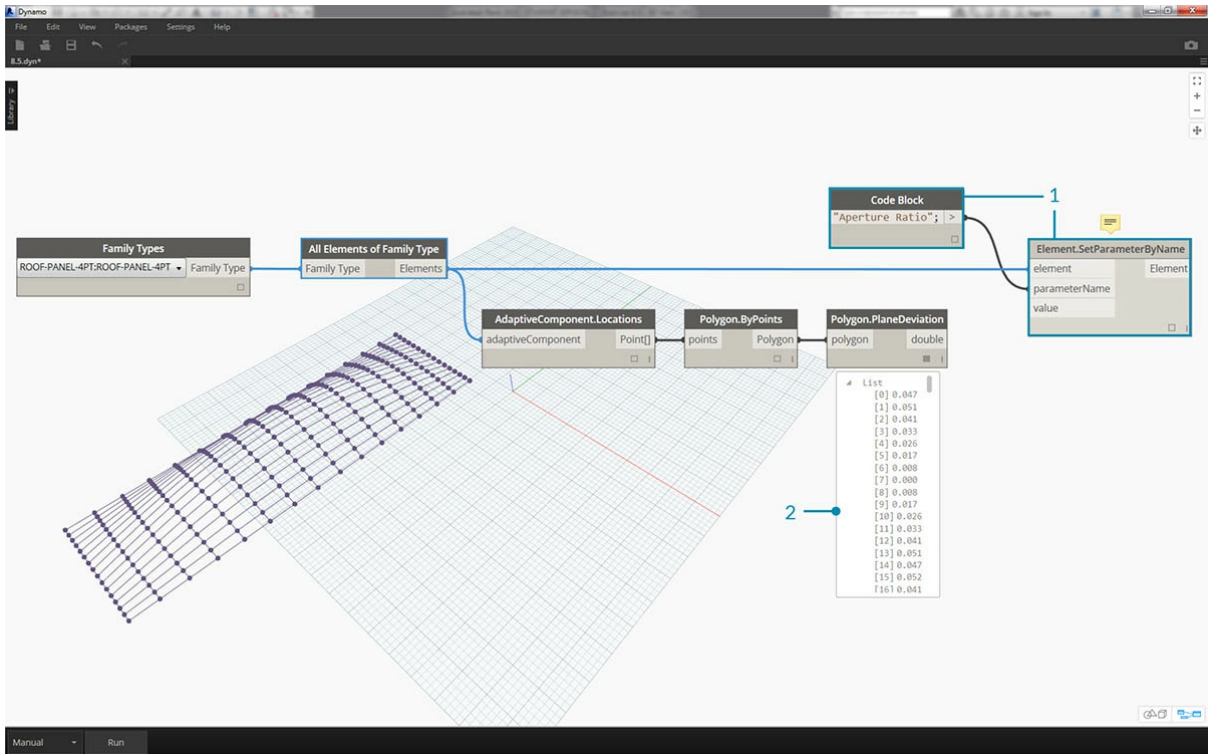 Dynamo
File Edit View Packages Settings Help
8.5.dyn*
Library
Code Block
"Aperture Ratio"; >
1
Family Types
ROOF-PANEL-4PT:ROOF-PANEL-4PT Family Type
All Elements of Family Type
Family Type Elements
Element.SetParameterByName
element Element
parameterName
value
AdaptiveComponent.Locations
adaptiveComponent Point[]
Polygon.ByPoints
points Polygon
Polygon.PlaneDeviation
polygon double
List
[0] 0.047
[1] 0.051
[2] 0.041
[3] 0.033
[4] 0.026
[5] 0.017
[6] 0.008
[7] 0.000
[8] 0.008
[9] 0.017
[10] 0.026
[11] 0.033
[12] 0.041
[13] 0.051
[14] 0.047
[15] 0.052
[16] 0.041
2
Manual Run